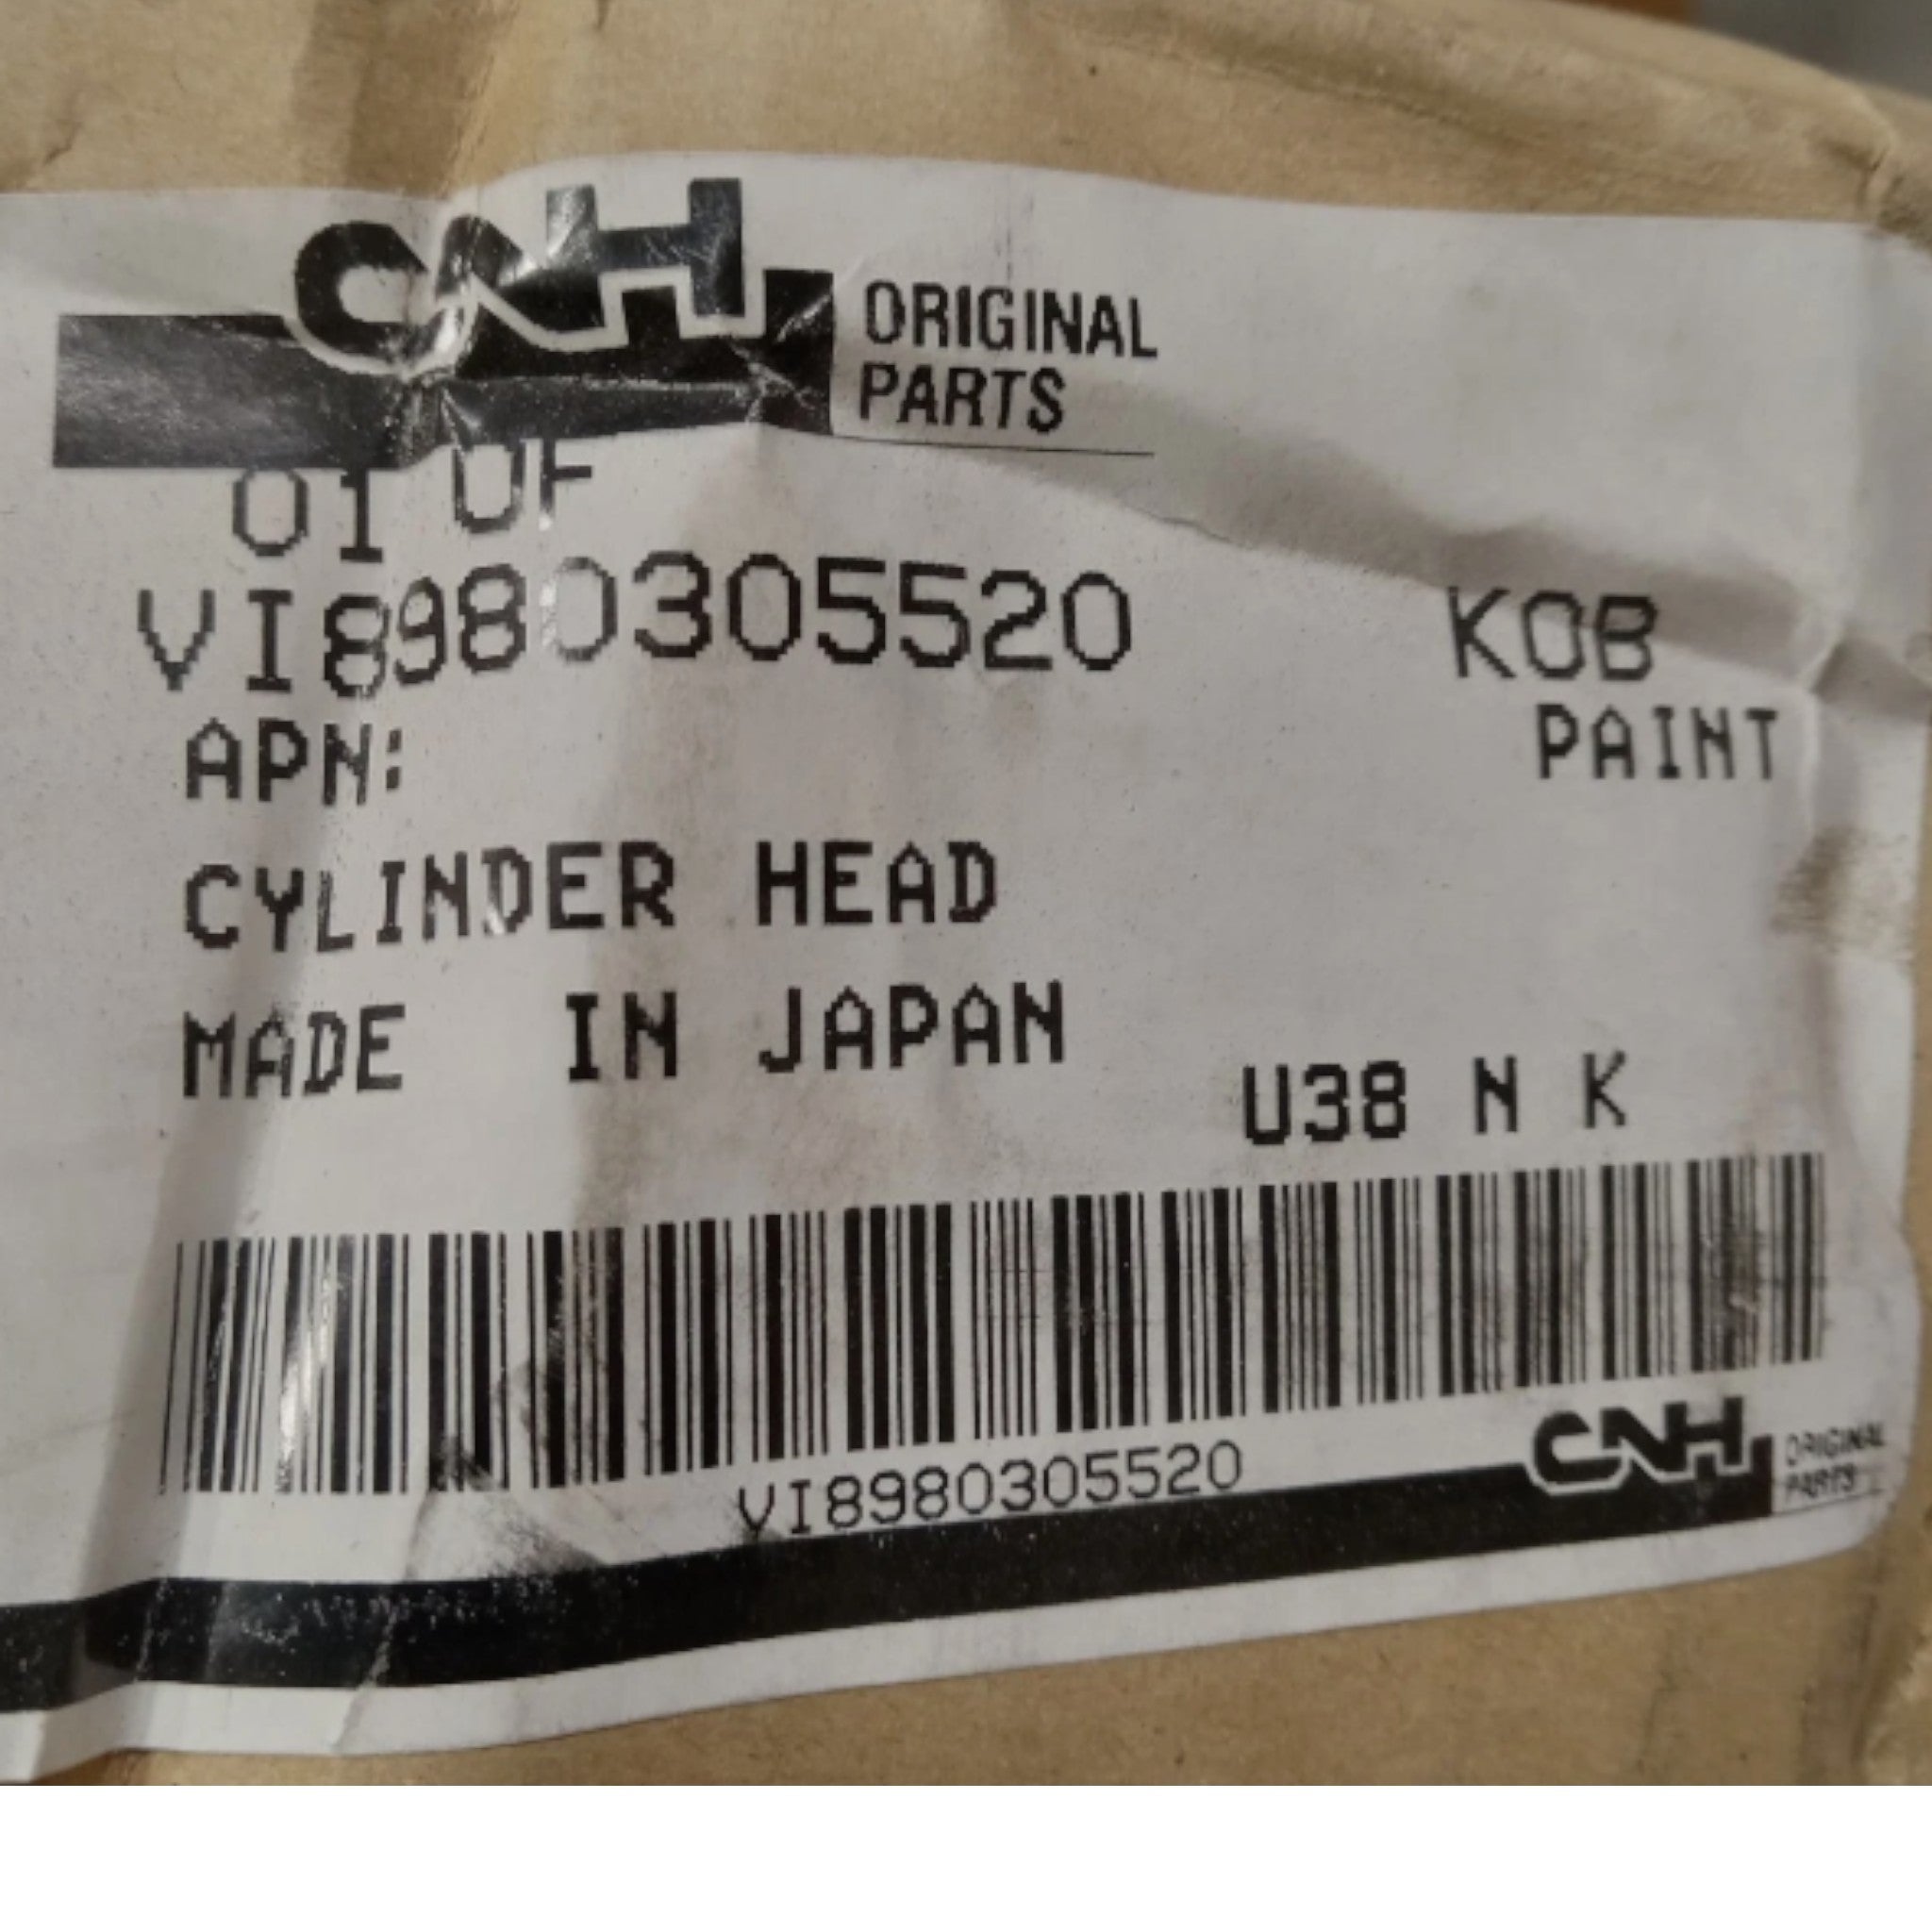 CNH
ORIGINAL
PARTS
01 OF
VI8980305520
KOB
PAINT
APN:
CYLINDER HEAD
MADE IN JAPAN
U38 N K
VI8980305520
CNH
ORIGINAL
PARTS